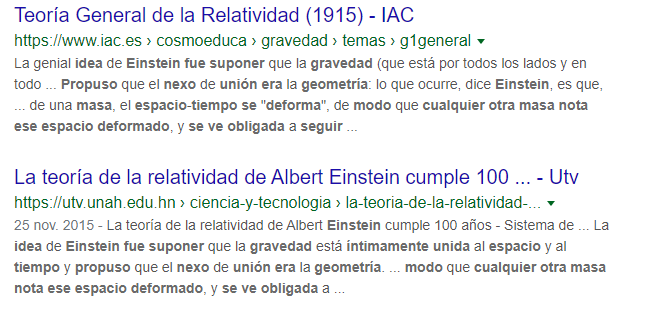 Teoría General de la Relatividad (1915) - IAC
https://www.iac.es › cosmoeduca › gravedad › temas › g1general
La genial idea de Einstein fue suponer que la gravedad (que está por todos los lados y en
todo ... Propuso que el nexo de unión era la geometría: lo que ocurre, dice Einstein, es que,
... de una masa, el espacio-tiempo se "deforma", de modo que cualquier otra masa nota
ese espacio deformado, y se ve obligada a seguir ...
La teoría de la relatividad de Albert Einstein cumple 100 ... - Utv
https://utv.unah.edu.hn › ciencia-y-tecnologia › la-teoria-de-la-relatividad-...
25 nov. 2015 - La teoría de la relatividad de Albert Einstein cumple 100 años - Sistema de ... La
idea de Einstein fue suponer que la gravedad está íntimamente unida al espacio y al
tiempo y propuso que el nexo de unión era la geometría. ... modo que cualquier otra masa
nota ese espacio deformado, y se ve obligada a ...